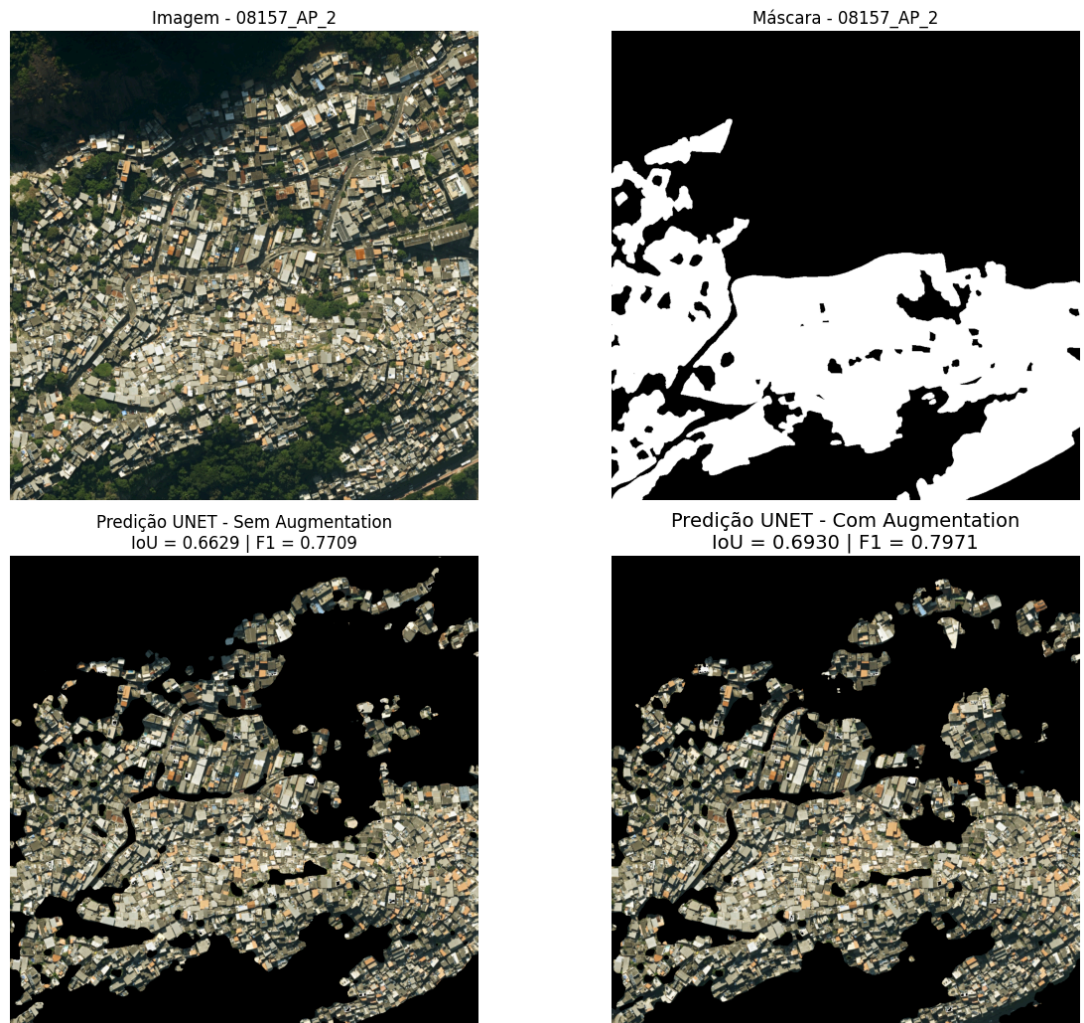 Imagem - 08157_AP_2
Máscara - 08157_AP_2
Predição UNET - Sem Augmentation
IoU = 0.6629 | F1 = 0.7709
Predição UNET - Com Augmentation
IoU = 0.6930 | F1 = 0.7971